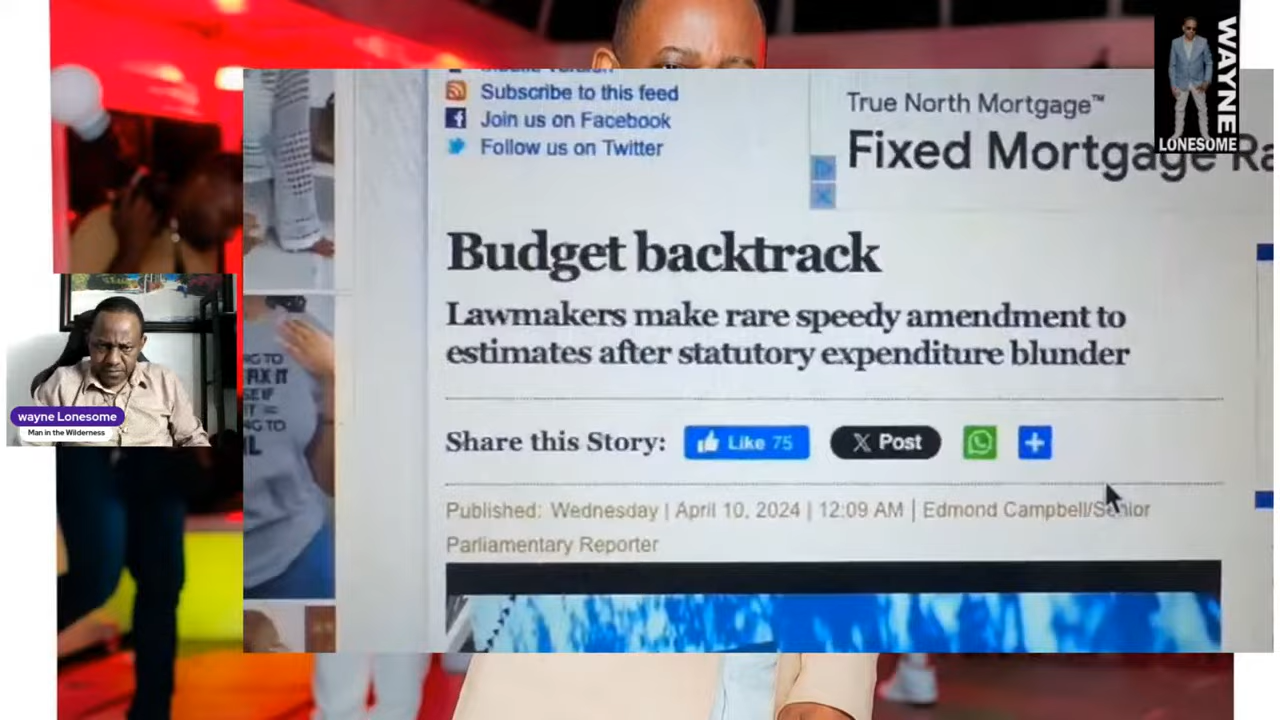 Subscribe to this feed
Join us on Facebook
Follow us on Twitter
True North Mortgage™
Fixed Mortgage Ra
WAYNE
LONESOME
Budget backtrack
Lawmakers make rare speedy amendment to
estimates after statutory expenditure blunder
Share this Story:
Like 75
X Post
Published: Wednesday | April 10, 2024 | 12:09 AM | Edmond Campbell/Senior
Parliamentary Reporter
wayne Lonesome
Man in the Wilderness